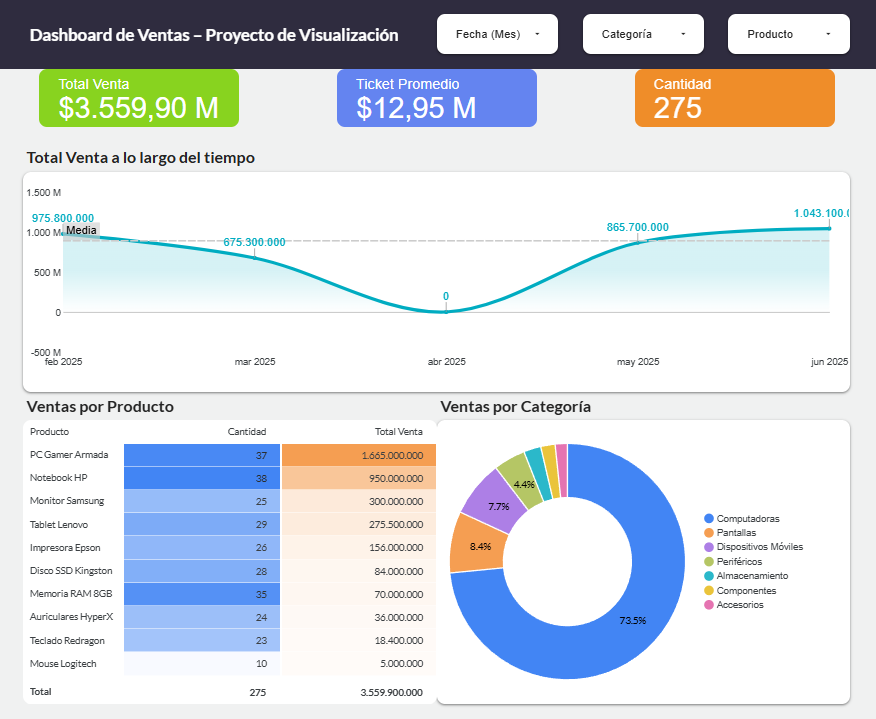 Dashboard de Ventas – Proyecto de Visualización
Fecha (Mes)
Categoría
Producto
Total Venta
$3.559,90 M
Ticket Promedio
$12,95 M
Cantidad
275
Total Venta a lo largo del tiempo
1.500 M
1.000 M
500 M
0
-500 M
975.800.000
Media
675.300.000
0
865.700.000
1.043.100.0
feb 2025
mar 2025
abr 2025
may 2025
jun 2025
Ventas por Producto
Producto Cantidad Total Venta
PC Gamer Armada 37 1.665.000.000
Notebook HP 38 950.000.000
Monitor Samsung 25 300.000.000
Tablet Lenovo 29 275.500.000
Impresora Epson 26 156.000.000
Disco SSD Kingston 28 84.000.000
Memoria RAM 8GB 35 70.000.000
Auriculares HyperX 24 36.000.000
Teclado Redragon 23 18.400.000
Mouse Logitech 10 5.000.000
Total 275 3.559.900.000
Ventas por Categoría
4.4%
7.7%
8.4%
73.5%
Computadoras
Pantallas
Dispositivos Móviles
Periféricos
Almacenamiento
Componentes
Accesorios